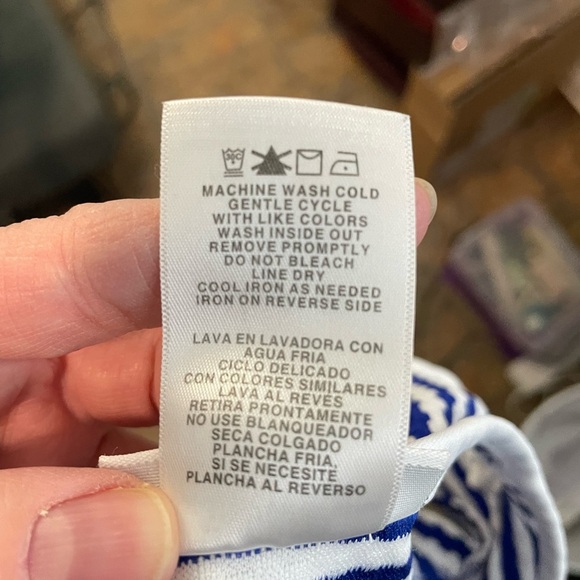 MACHINE WASH COLD
GENTLE CYCLE
WITH LIKE COLORS
WASH INSIDE OUT
REMOVE PROMPTLY
DO NOT BLEACH
LINE DRY
COOL IRON AS NEEDED
IRON ON REVERSE SIDE
LAVA EN LAVADORA CON
AGUA FRIA
CICLO DELICADO
CON COLORES SIMILARES
LAVA AL REVES
RETIRA PRONTAMENTE
NO USE BLANQUEADOR
SECA COLGADO
PLANCHA FRIA,
SI SE NECESITE
PLANCHA AL REVERSO